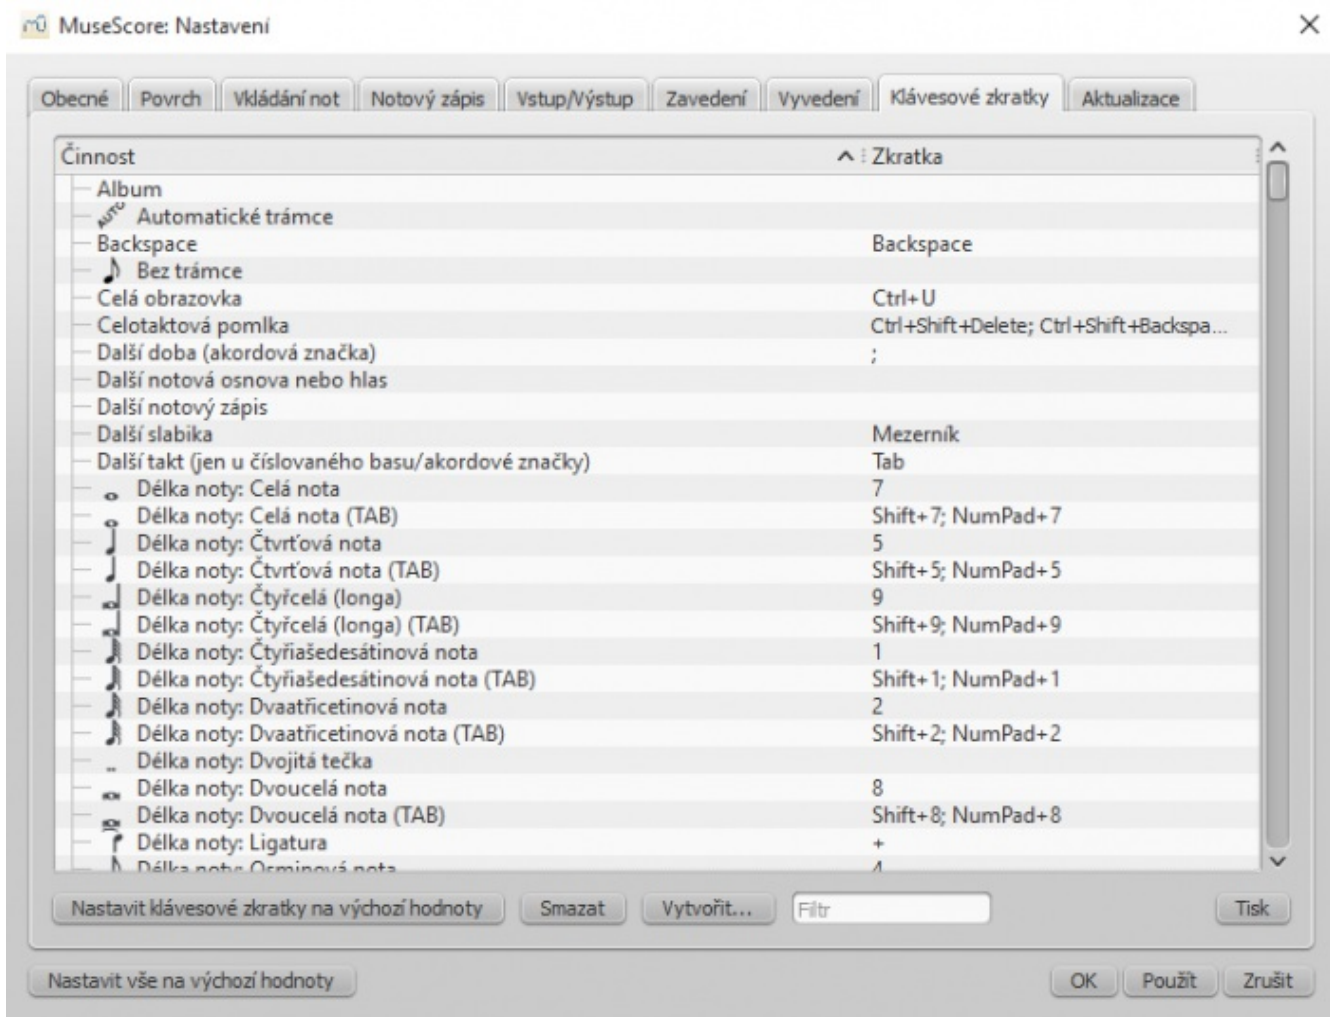 MuseScore: Nastavení
Obecné Povrch Vkládání not Notový zápis Vstup/Výstup Zavedení Vyvedení Klávesové zkratky Aktualizace
Činnost Zkratka
Album
Automatické trámce
Backspace Backspace
Bez trámce
Celá obrazovka Ctrl+U
Celotaktová pomlka Ctrl+Shift+Delete; Ctrl+Shift+Backspa...
Další doba (akordová značka) ;
Další notová osnova nebo hlas
Další notový zápis
Další slabika Mezerník
Další takt (jen u číslovaného basu/akordové značky) Tab
Délka noty: Celá nota 7
Délka noty: Celá nota (TAB) Shift+7; NumPad+7
Délka noty: Čtvrťová nota 5
Délka noty: Čtvrťová nota (TAB) Shift+5; NumPad+5
Délka noty: Čtyřcelá (longa) 9
Délka noty: Čtyřcelá (longa) (TAB) Shift+9; NumPad+9
Délka noty: Čtyřiašedesátinová nota 1
Délka noty: Čtyřiašedesátinová nota (TAB) Shift+1; NumPad+1
Délka noty: Dvaatřicetinová nota 2
Délka noty: Dvaatřicetinová nota (TAB) Shift+2; NumPad+2
Délka noty: Dvojitá tečka
Délka noty: Dvoucelá nota 8
Délka noty: Dvoucelá nota (TAB) Shift+8; NumPad+8
Délka noty: Ligatura +
Délka noty: Osminová nota 4
Nastavit klávesové zkratky na výchozí hodnoty Smazat Vytvořit... Filtr Tisk
Nastavit vše na výchozí hodnoty OK Použít Zrušit